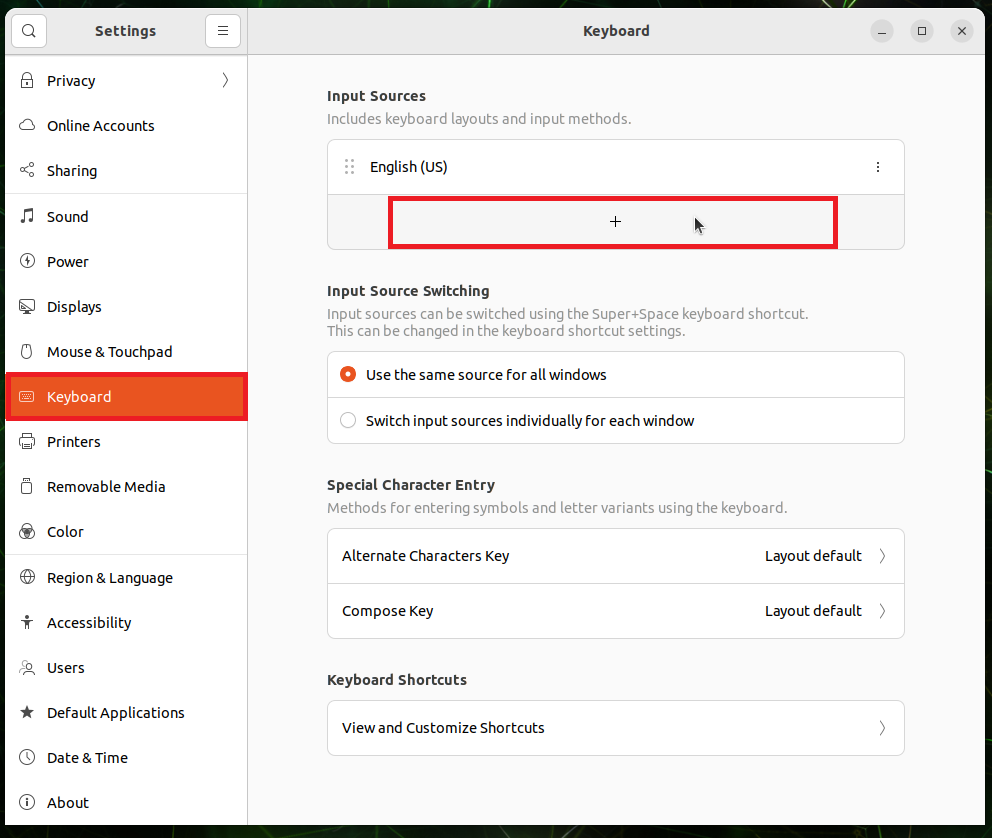 Settings
Keyboard
Privacy
Online Accounts
Sharing
Sound
Power
Displays
Mouse & Touchpad
Keyboard
Printers
Removable Media
Color
Region & Language
Accessibility
Users
Default Applications
Date & Time
About
Input Sources
Includes keyboard layouts and input methods.
English (US)
+
Input Source Switching
Input sources can be switched using the Super+Space keyboard shortcut.
This can be changed in the keyboard shortcut settings.
Use the same source for all windows
Switch input sources individually for each window
Special Character Entry
Methods for entering symbols and letter variants using the keyboard.
Alternate Characters Key Layout default
Compose Key Layout default
Keyboard Shortcuts
View and Customize Shortcuts